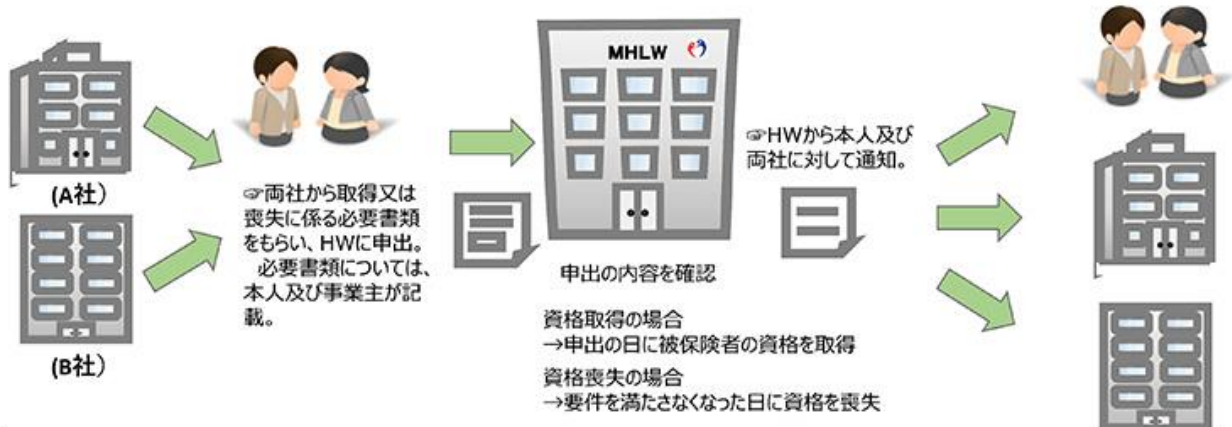 (A社)
(B社)
☞両社から取得又は
喪失に係る必要書類
をもらい、HWに申出。
必要書類については、
本人及び事業主が記
載。
MHLW
申出の内容を確認
資格取得の場合
→申出の日に被保険者の資格を取得
資格喪失の場合
→要件を満たさなくなった日に資格を喪失
☞HWから本人及び
両社に対して通知。